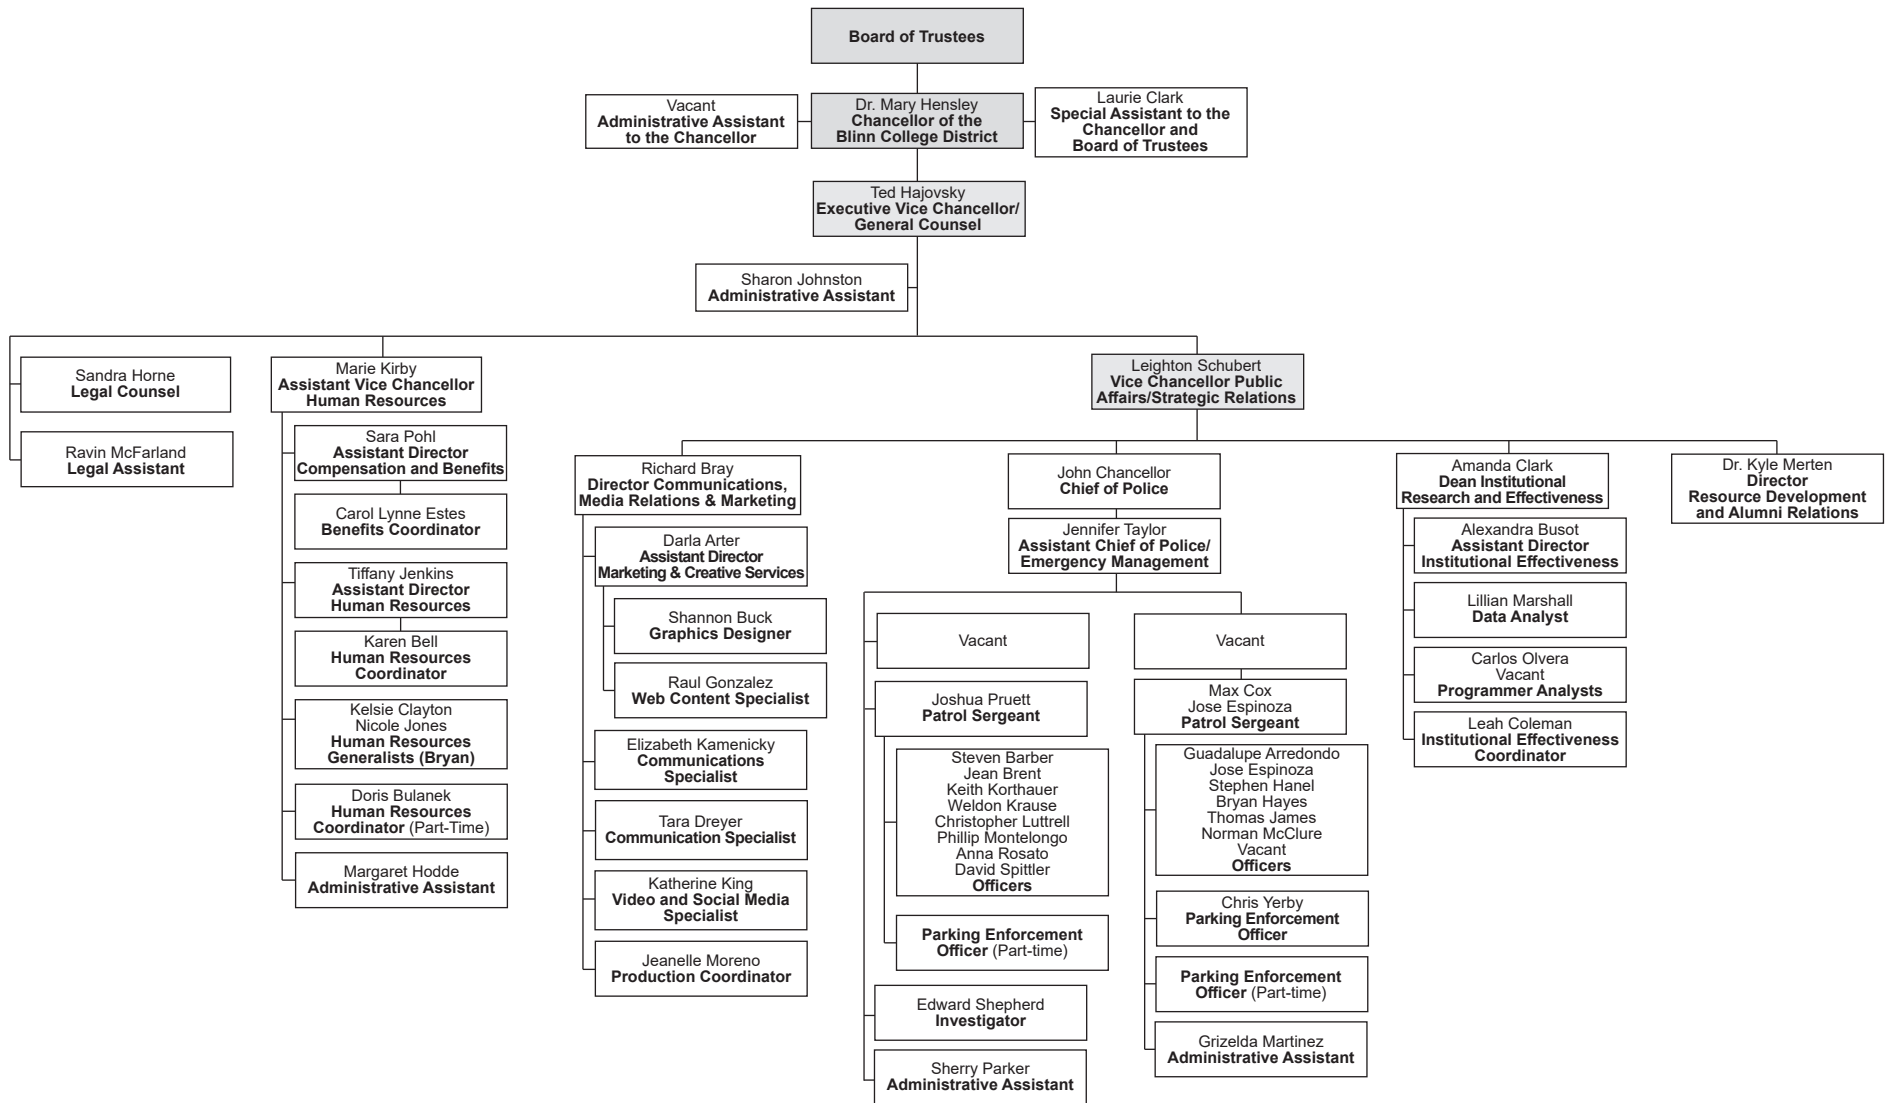 Board of Trustees
Vacant
Administrative Assistant
to the Chancellor
Dr. Mary Hensley
Chancellor of the
Blinn College District
Laurie Clark
Special Assistant to the
Chancellor and
Board of Trustees
Ted Hajovsky
Executive Vice Chancellor/
General Counsel
Sharon Johnston
Administrative Assistant
Sandra Horne
Legal Counsel
Ravin McFarland
Legal Assistant
Marie Kirby
Assistant Vice Chancellor
Human Resources
Sara Pohl
Assistant Director
Compensation and Benefits
Carol Lynne Estes
Benefits Coordinator
Tiffany Jenkins
Assistant Director
Human Resources
Karen Bell
Human Resources
Coordinator
Kelsie Clayton
Nicole Jones
Human Resources
Generalists (Bryan)
Doris Bulanek
Human Resources
Coordinator (Part-Time)
Margaret Hodde
Administrative Assistant
Leighton Schubert
Vice Chancellor Public
Affairs/Strategic Relations
Richard Bray
Director Communications,
Media Relations & Marketing
Darla Arter
Assistant Director
Marketing & Creative Services
Shannon Buck
Graphics Designer
Raul Gonzalez
Web Content Specialist
Elizabeth Kamenicky
Communications
Specialist
Tara Dreyer
Communication Specialist
Katherine King
Video and Social Media
Specialist
Jeanelle Moreno
Production Coordinator
John Chancellor
Chief of Police
Jennifer Taylor
Assistant Chief of Police/
Emergency Management
Vacant
Joshua Pruett
Patrol Sergeant
Steven Barber
Jean Brent
Keith Korthauer
Weldon Krause
Christopher Luttrell
Phillip Montelongo
Anna Rosato
David Spittler
Officers
Parking Enforcement
Officer (Part-time)
Edward Shepherd
Investigator
Sherry Parker
Administrative Assistant
Vacant
Max Cox
Jose Espinoza
Patrol Sergeant
Guadalupe Arredondo
Jose Espinoza
Stephen Hanel
Bryan Hayes
Thomas James
Norman McClure
Vacant
Officers
Chris Yerby
Parking Enforcement
Officer
Parking Enforcement
Officer (Part-time)
Grizelda Martinez
Administrative Assistant
Amanda Clark
Dean Institutional
Research and Effectiveness
Alexandra Busot
Assistant Director
Institutional Effectiveness
Lillian Marshall
Data Analyst
Carlos Olvera
Vacant
Programmer Analysts
Leah Coleman
Institutional Effectiveness
Coordinator
Dr. Kyle Merten
Director
Resource Development
and Alumni Relations